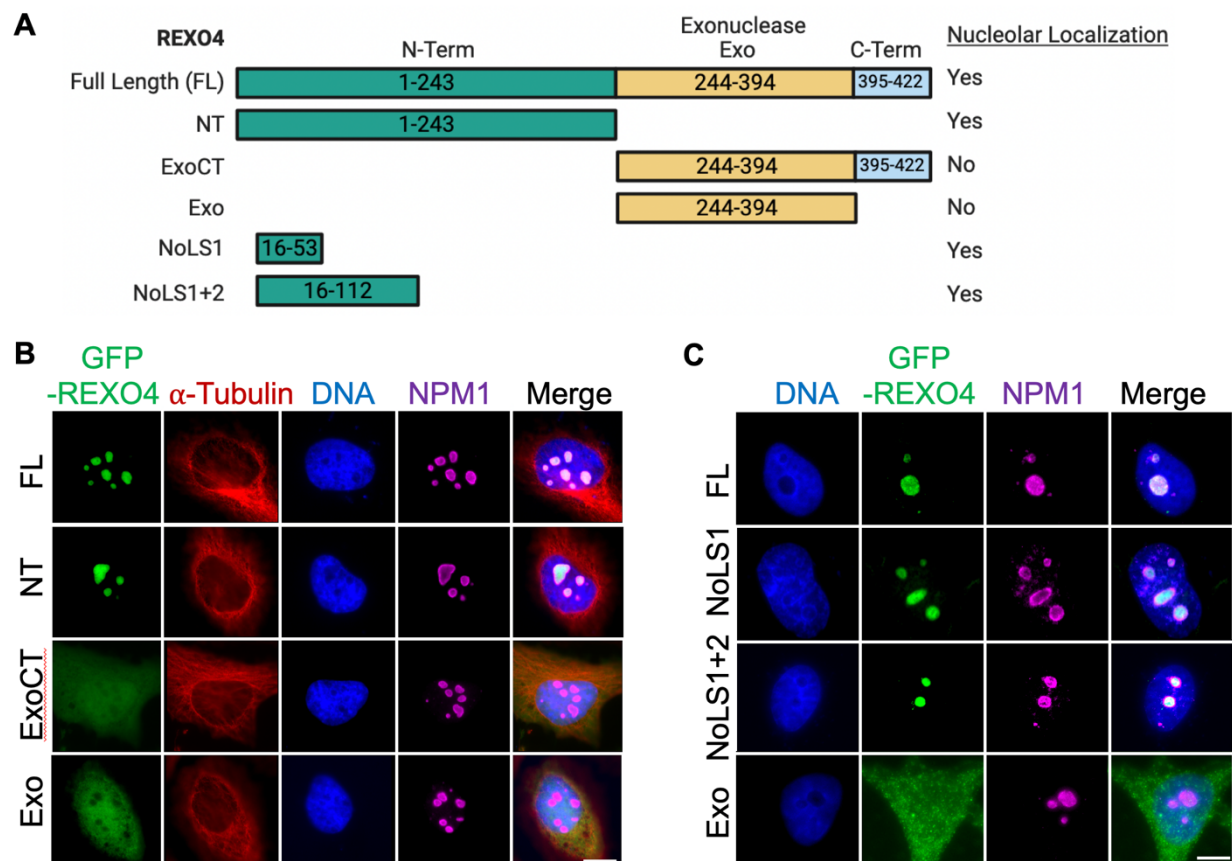 A
REXO4
N-Term
Exonuclease
Exo
C-Term
Nucleolar Localization
Full Length (FL)
1-243
244-394
395-422
Yes
NT
1-243
Yes
ExoCT
244-394
395-422
No
Exo
244-394
No
NoLS1
16-53
Yes
NoLS1+2
16-112
Yes
B
GFP
-REXO4
α-Tubulin
DNA
NPM1
Merge
FL
NT
ExoCT
Exo
C
DNA
GFP
-REXO4
NPM1
Merge
FL
NoLS1
NoLS1+2
Exo